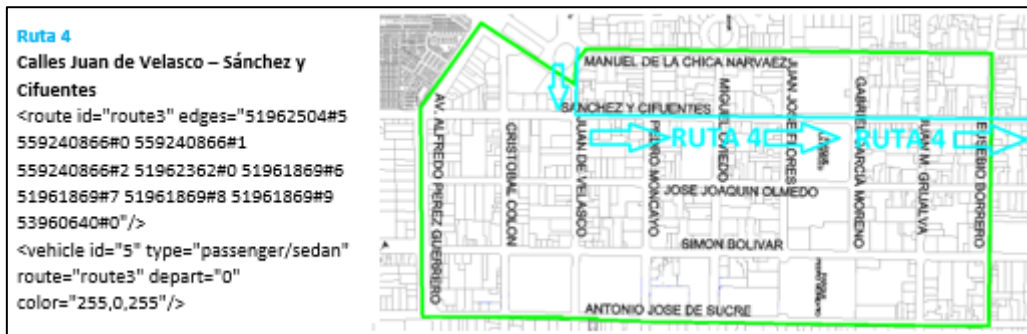 Ruta 4
Calles Juan de Velasco – Sánchez y
Cifuentes
<route id="route3" edges="51962504#5
559240866#0 559240866#1
559240866#2 51962362#0 51961869#6
51961869#7 51961869#8 51961869#9
53960640#0"/>
<vehicle id="5" type="passenger/sedan"
route="route3" depart="0"
color="255,0,255"/>
MANUEL DE LA CHICA NARVAEZ
SANCHEZ Y CIFUENTES
AV. ALFREDO PEREZ GUERRERO
CRISTOBAL COLON
JUAN DE VELASCO
PEDRO MONCAYO
MIGUEL OVIEDO
JUAN JOSE FLORES
GABRIEL GARCIA MORENO
JUAN M. GRIJALVA
EUSEBIO BORRERO
RUTA 4
RUTA 4
JOSE JOAQUIN OLMEDO
SIMON BOLIVAR
ANTONIO JOSE DE SUCRE